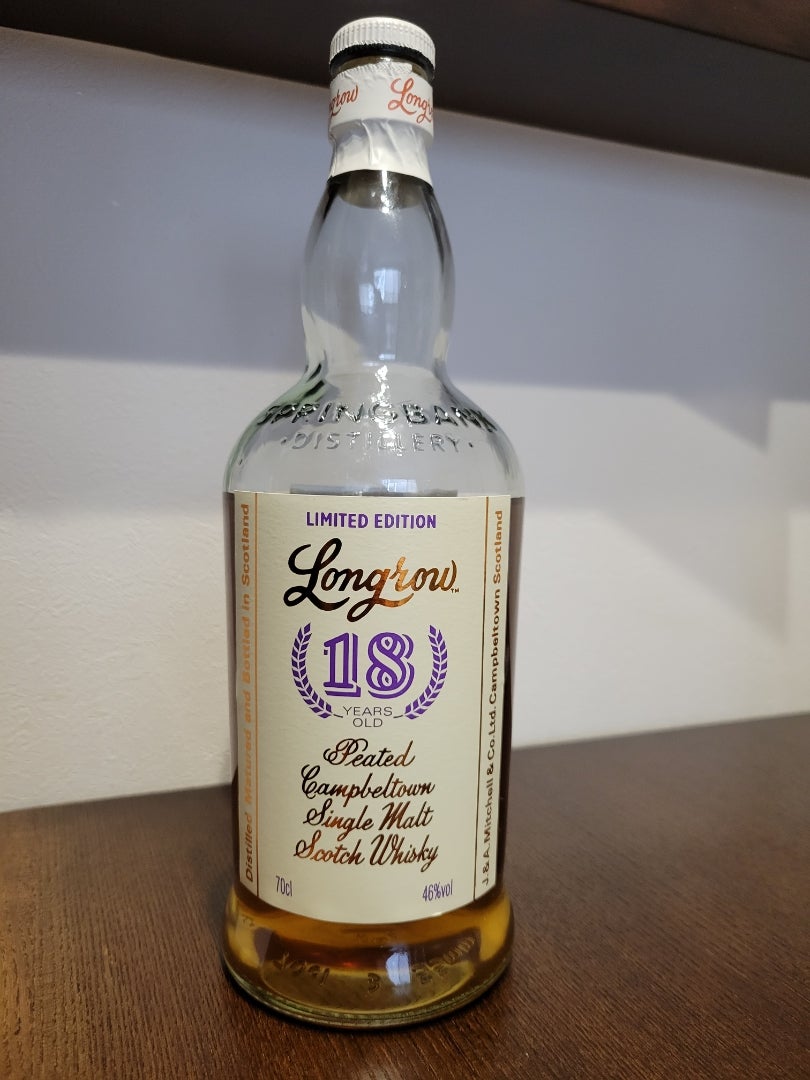 Longrow
SPRINGBANK
·DISTILLERY·
LIMITED EDITION
Longrow™
18
YEARS
OLD
Peated
Campbeltown
Single Malt
Scotch Whisky
70cl
46%vol
Distilled Matured and Bottled in Scotland
J.&A.Mitchell & Co.Ltd.Campbeltown Scotland